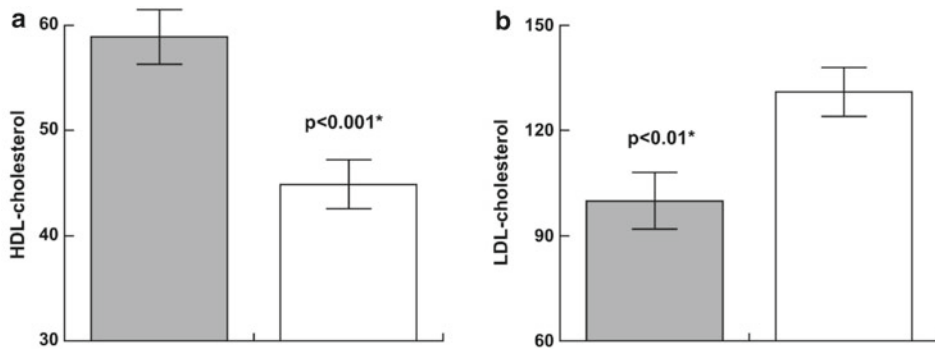 a
HDL-cholesterol
60
50
40
30
p<0.001*
b
LDL-cholesterol
150
120
90
60
p<0.01*